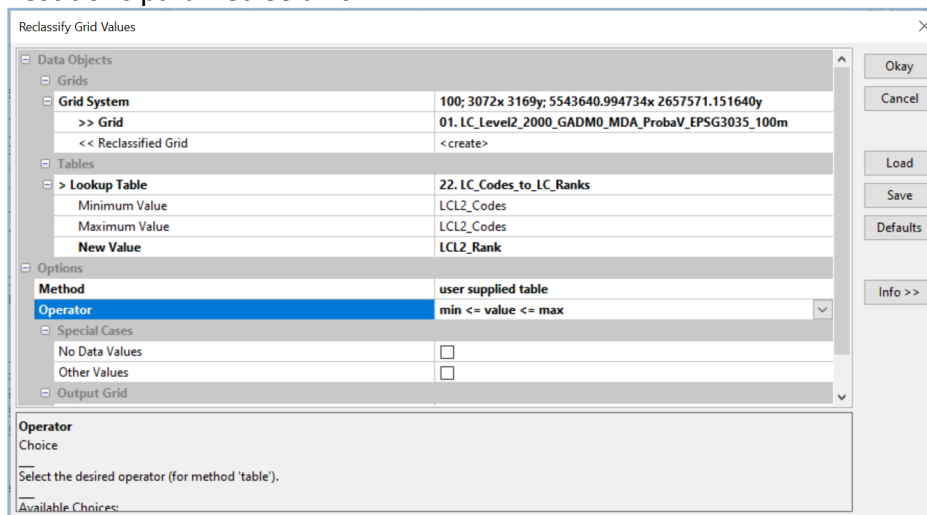 Reclassify Grid Values
Data Objects
Grids
Grid System 100; 3072x 3169y; 5543640.994734x 2657571.151640y
>> Grid 01. LC_Level2_2000_GADM0_MDA_ProbaV_EPSG3035_100m
<< Reclassified Grid <create>
Tables
> Lookup Table 22. LC_Codes_to_LC_Ranks
Minimum Value LCL2_Codes
Maximum Value LCL2_Codes
New Value LCL2_Rank
Options
Method user supplied table
Operator min <= value <= max
Special Cases
No Data Values
Other Values
Output Grid
Okay
Cancel
Load
Save
Defaults
Info >>
Operator
Choice
Select the desired operator (for method 'table').
Available Choices: